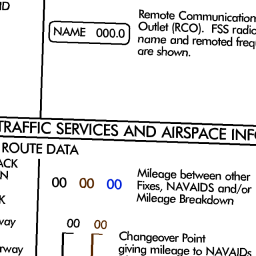 Remote Communication
Outlet (RCO). FSS radio
name and remoted freq
are shown.
NAME 000.0
TRAFFIC SERVICES AND AIRSPACE INFO
ROUTE DATA
ACK
00 00 00
Mileage between other
Fixes, NAVAIDS and/or
Mileage Breakdown
way
00 00
Changeover Point
giving mileage to NAVAIDs
rway